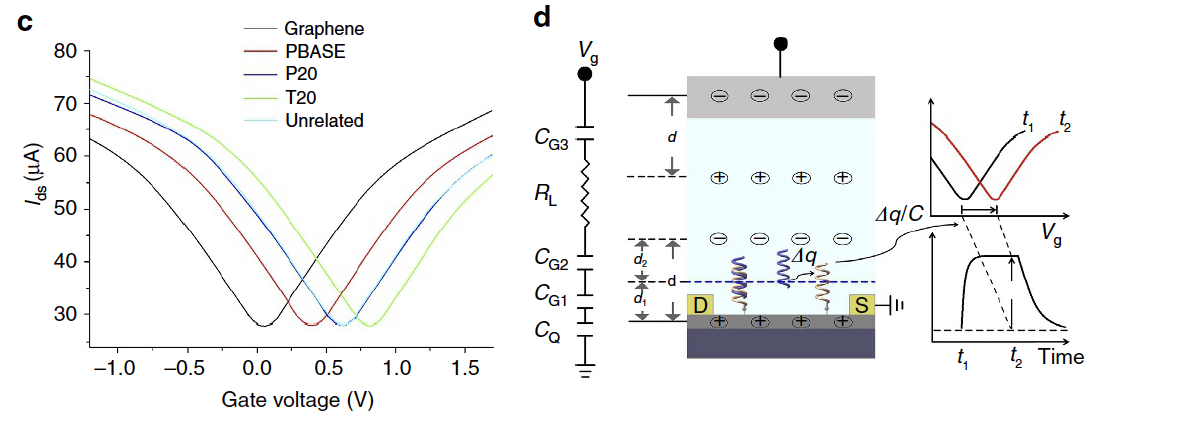 c
Graphene
PBASE
P20
T20
Unrelated
80
70
60
50
40
30
Ids (μA)
−1.0 −0.5 0.0 0.5 1.0 1.5
Gate voltage (V)
d
Vg
CG3
RL
CG2
CG1
CQ
d
d2
d1
d
− − − −
+ + + +
− − − −
Δq
D
S
+ + + +
Δq/C
t1
t2
Vg
t1
t2
Time